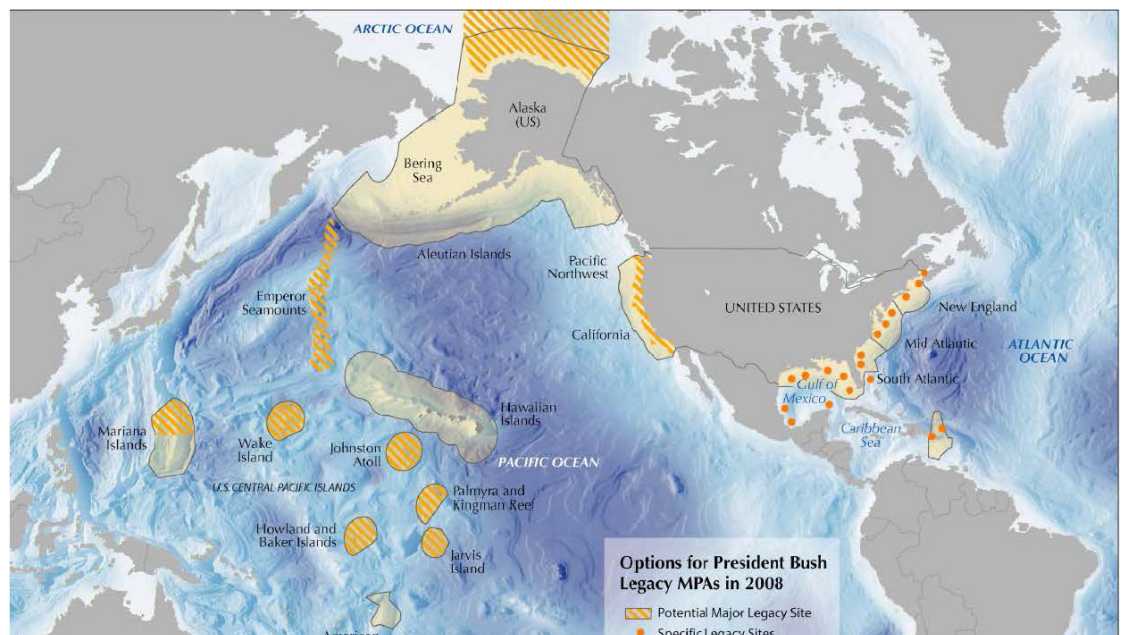 ARCTIC OCEAN
Alaska
(US)
Bering
Sea
Aleutian Islands
Pacific
Northwest
Emperor
Seamounts
UNITED STATES
New England
California
Mid Atlantic
ATLANTIC
OCEAN
Gulf of
Mexico
South Atlantic
Hawaiian
Islands
Caribbean
Sea
Mariana
Islands
Wake
Island
Johnston
Atoll
PACIFIC OCEAN
U.S. CENTRAL PACIFIC ISLANDS
Palmyra and
Kingman Reef
Howland and
Baker Islands
Jarvis
Island
Options for President Bush
Legacy MPAs in 2008
Potential Major Legacy Site
Specific Legacy Sites
American